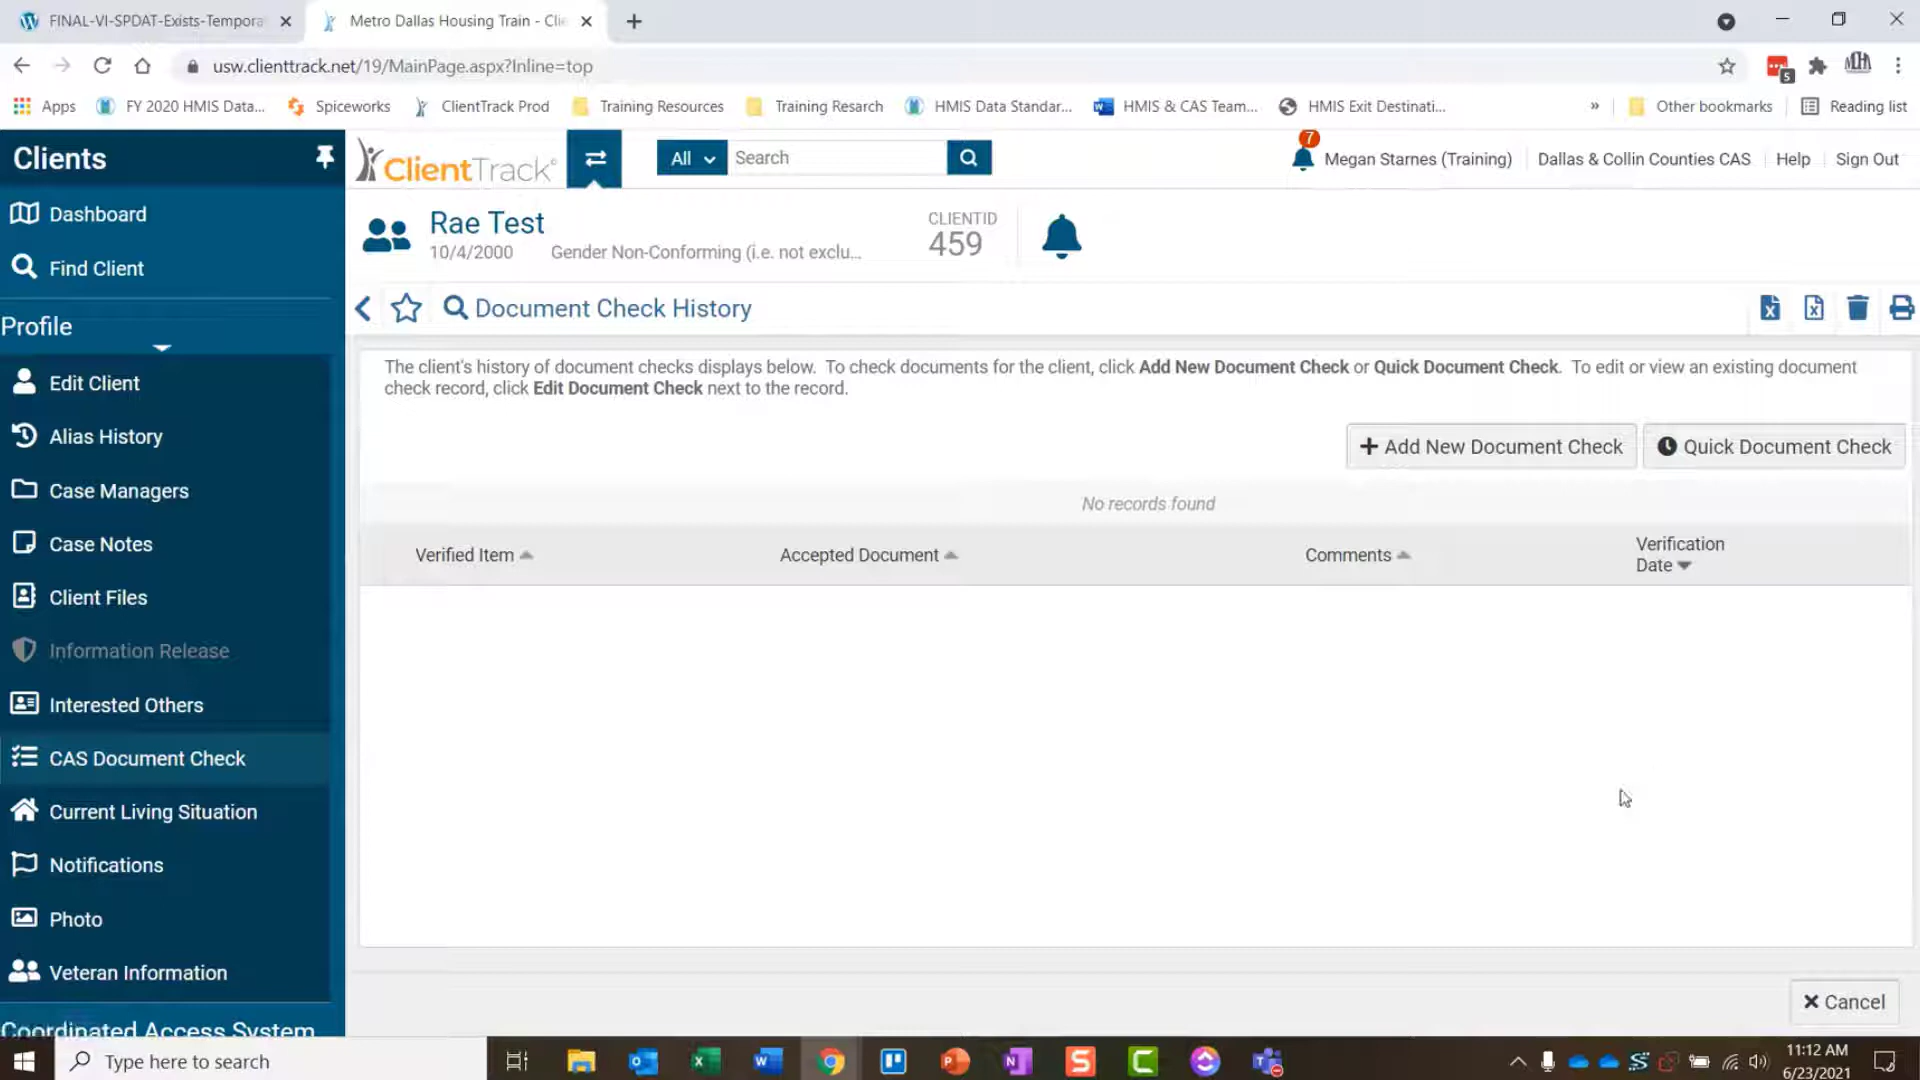 FINAL-VI-SPDAT-Exists-Tempora
Metro Dallas Housing Train - Clie
usw.clienttrack.net/19/MainPage.aspx?Inline=top
5
Apps
FY 2020 HMIS Data...
Spiceworks
ClientTrack Prod
Training Resources
Training Resarch
HMIS Data Standar...
HMIS & CAS Team...
HMIS Exit Destinati...
»
Other bookmarks
Reading list
Clients
ClientTrack
All
Search
7
Megan Starnes (Training)
Dallas & Collin Counties CAS
Help
Sign Out
Dashboard
Find Client
Rae Test
10/4/2000
Gender Non-Conforming (i.e. not exclu...
CLIENTID
459
Profile
Edit Client
Alias History
Case Managers
Case Notes
Client Files
Information Release
Interested Others
CAS Document Check
Current Living Situation
Notifications
Photo
Veteran Information
Coordinated Access System
Document Check History
The client's history of document checks displays below. To check documents for the client, click Add New Document Check or Quick Document Check. To edit or view an existing document
check record, click Edit Document Check next to the record.
Add New Document Check
Quick Document Check
No records found
Verified Item
Accepted Document
Comments
Verification
Date
Cancel
Type here to search
11:12 AM
6/23/2021